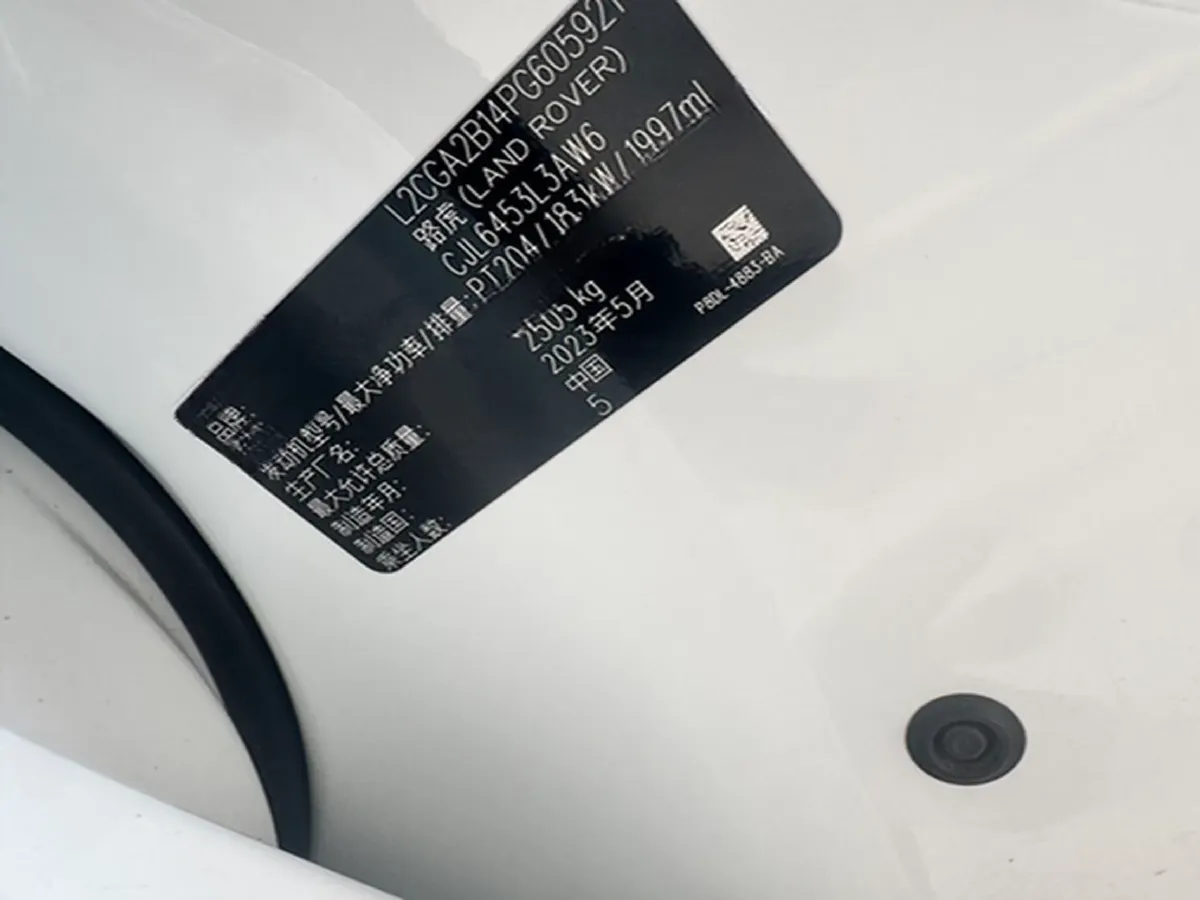 L2CGA2B14PG605921
品牌: 路虎 (LAND ROVER)
CJL6453L3AW6
发动机型号/最大净功率/排量: PT204/183kW/1997ml
生产厂名:
最大允许总质量: 2505 kg
制造年月: 2023年5月
制造国: 中国
乘坐人数: 5
P8DL-4B83-BA